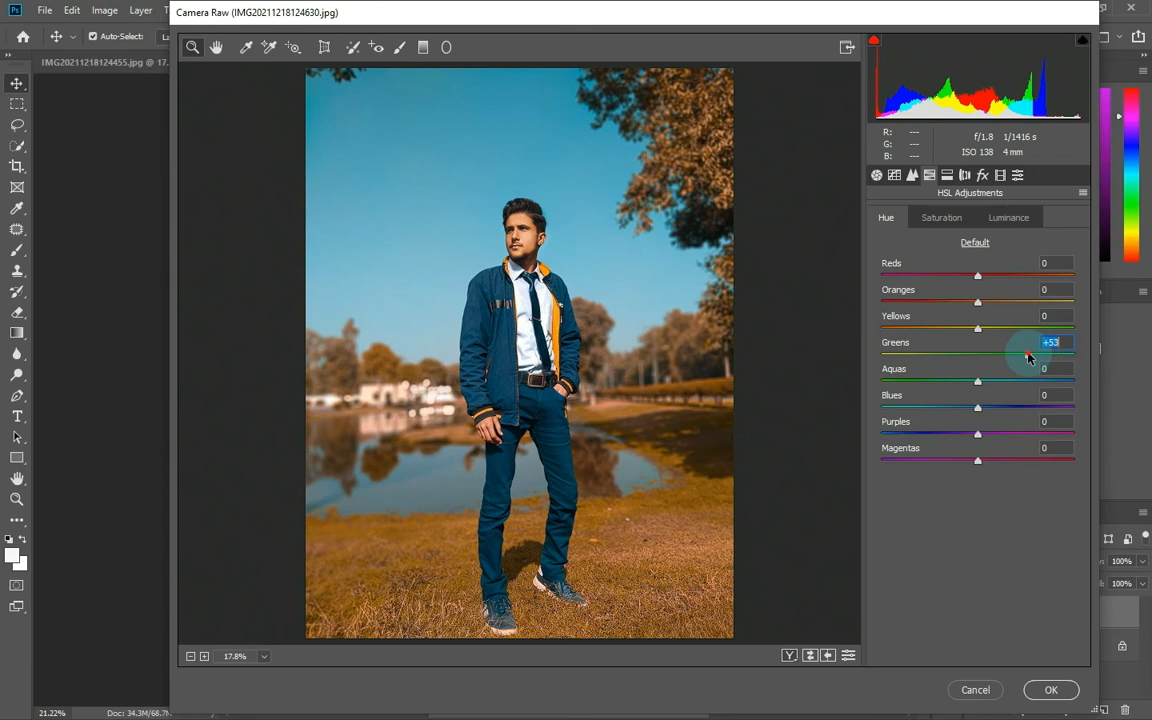 Ps File Edit Image Layer
Camera Raw (IMG20211218124630.jpg)
Auto-Select:
IMG20211218124455.jpg @ 17.
R: ---
G: ---
B: ---
f/1.8 1/1416 s
ISO 138 4 mm
fx
HSL Adjustments
Hue Saturation Luminance
Default
Reds 0
Oranges 0
Yellows 0
Greens +53
Aquas 0
Blues 0
Purples 0
Magentas 0
T
100%
100%
17.8%
Y
Cancel OK
21.22% Doc: 34.3M/68.7